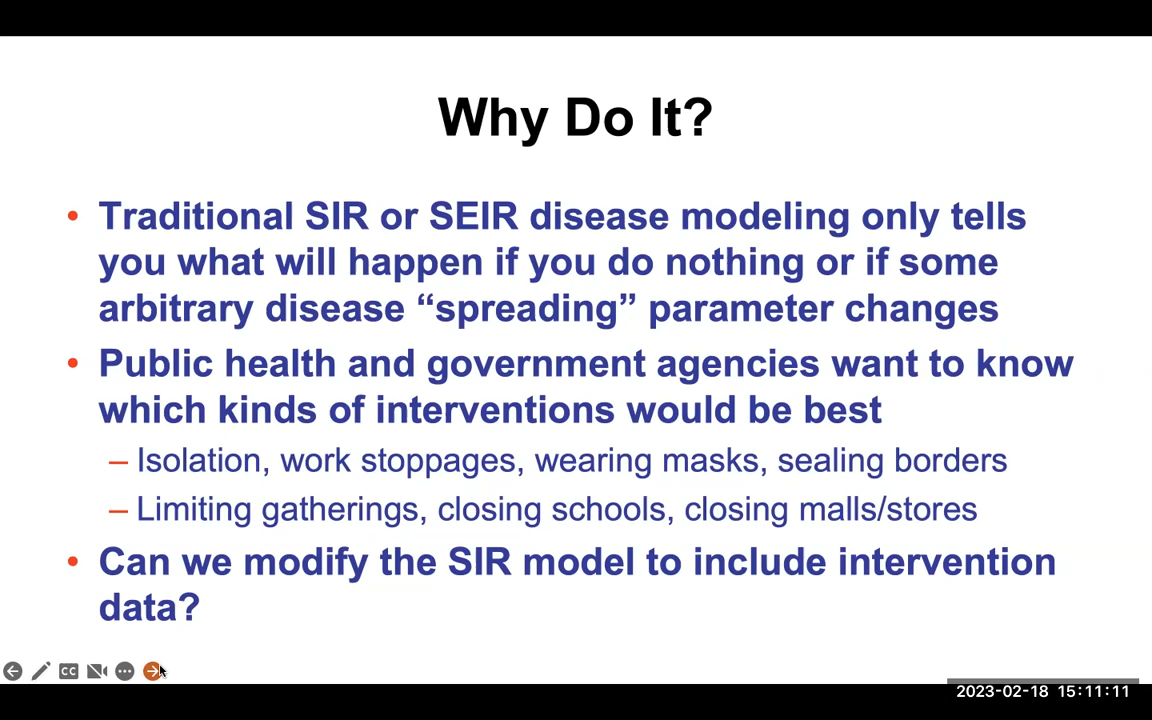 Why Do It?
• Traditional SIR or SEIR disease modeling only tells
you what will happen if you do nothing or if some
arbitrary disease “spreading” parameter changes
• Public health and government agencies want to know
which kinds of interventions would be best
– Isolation, work stoppages, wearing masks, sealing borders
– Limiting gatherings, closing schools, closing malls/stores
• Can we modify the SIR model to include intervention
data?
CC
2023-02-18 15:11:11